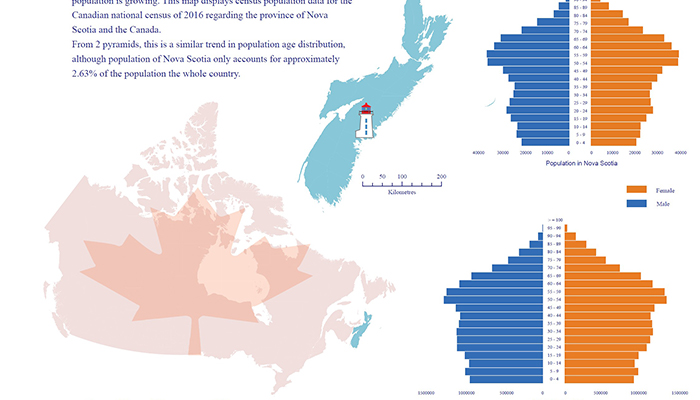 population is growing. This map displays census population data for the
Canadian national census of 2016 regarding the province of Nova
Scotia and the Canada.
From 2 pyramids, this is a similar trend in population age distribution,
although population of Nova Scotia only accounts for approximately
2.63% of the population the whole country.
0 50 100 200
Kilometres
85 - 89
80 - 84
75 - 79
70 - 74
65 - 69
60 - 64
55 - 59
50 - 54
45 - 49
40 - 44
35 - 39
30 - 34
25 - 29
20 - 24
15 - 19
10 - 14
5 - 9
0 - 4
40000 30000 20000 10000 0 0 10000 20000 30000 40000
Population in Nova Scotia
Female
Male
>= 100
95 - 99
90 - 94
85 - 89
80 - 84
75 - 79
70 - 74
65 - 69
60 - 64
55 - 59
50 - 54
45 - 49
40 - 44
35 - 39
30 - 34
25 - 29
20 - 24
15 - 19
10 - 14
5 - 9
0 - 4
1500000 1000000 500000 0 0 500000 1000000 1500000